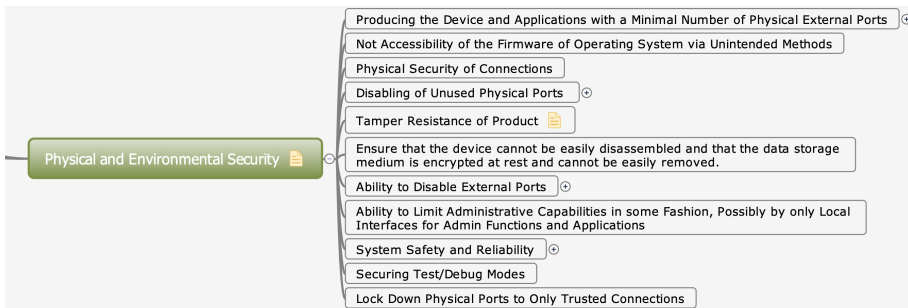 Producing the Device and Applications with a Minimal Number of Physical External Ports
Not Accessibility of the Firmware of Operating System via Unintended Methods
Physical Security of Connections
Disabling of Unused Physical Ports
Tamper Resistance of Product
Physical and Environmental Security
Ensure that the device cannot be easily disassembled and that the data storage
medium is encrypted at rest and cannot be easily removed.
Ability to Disable External Ports
Ability to Limit Administrative Capabilities in some Fashion, Possibly by only Local
Interfaces for Admin Functions and Applications
System Safety and Reliability
Securing Test/Debug Modes
Lock Down Physical Ports to Only Trusted Connections